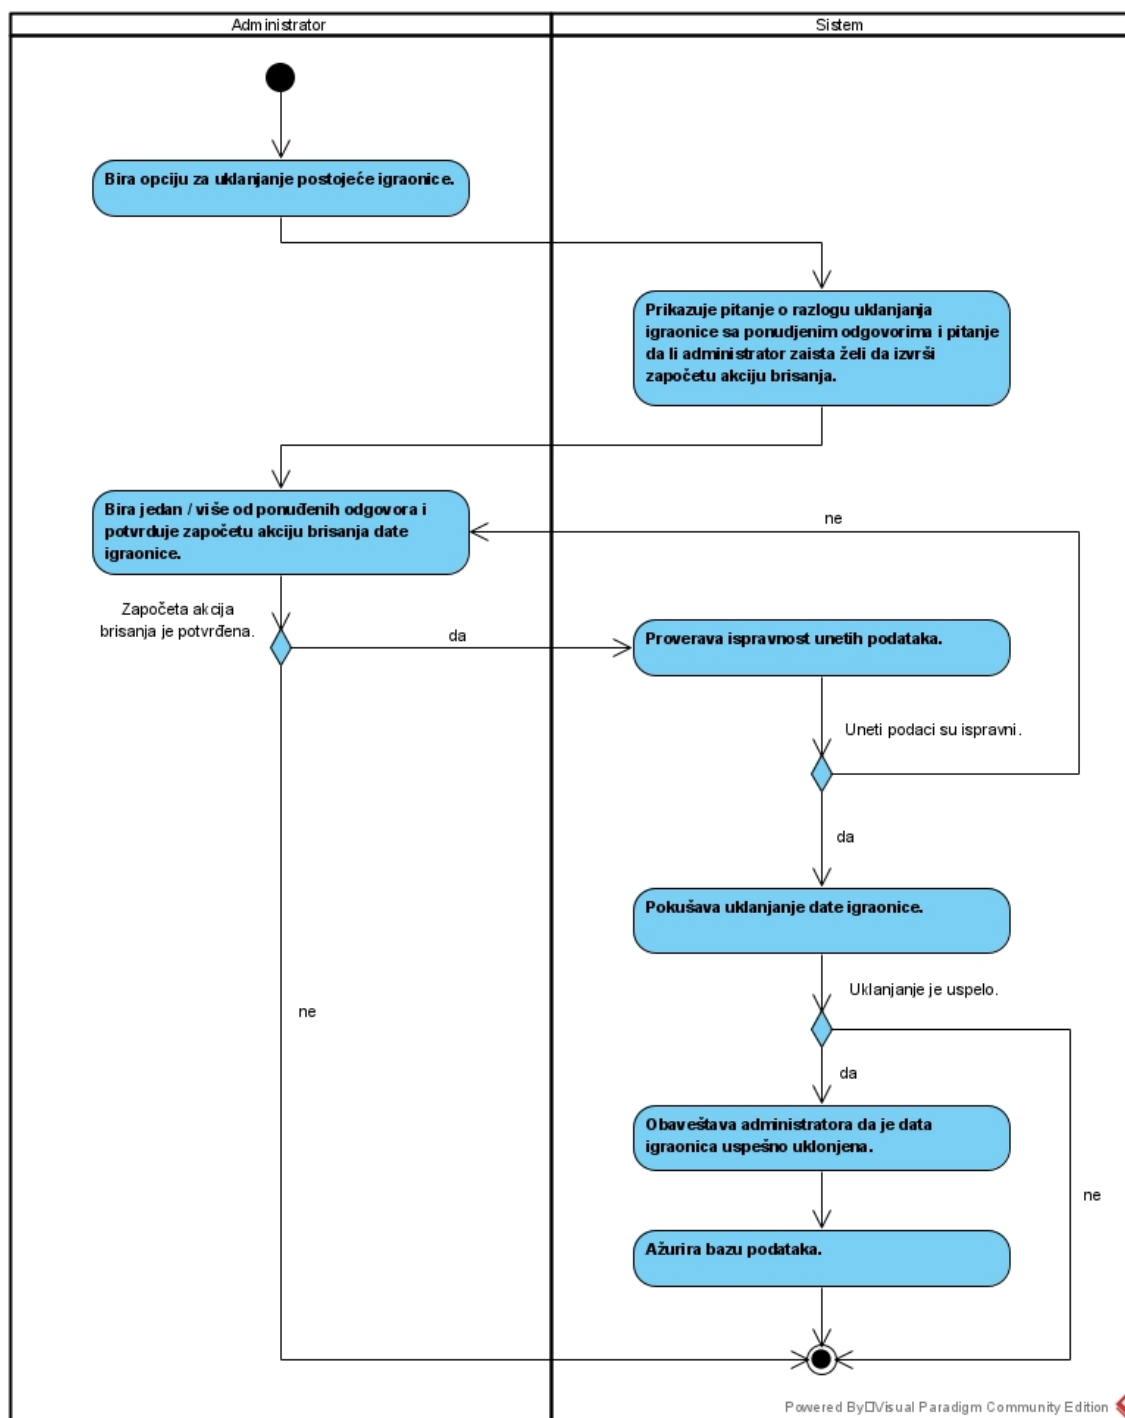 Administrator
Sistem
Bira opciju za uklanjanje postojeće igraonice.
Prikazuje pitanje o razlogu uklanjanja
igraonice sa ponudjenim odgovorima i pitanje
da li administrator zaista želi da izvrši
započetu akciju brisanja.
Bira jedan / više od ponuđenih odgovora i
potvrđuje započetu akciju brisanja date
igraonice.
ne
Započeta akcija
brisanja je potvrđena.
da
Proverava ispravnost unetih podataka.
Uneti podaci su ispravni.
da
Pokušava uklanjanje date igraonice.
Uklanjanje je uspelo.
ne
da
Obaveštava administratora da je data
igraonica uspešno uklonjena.
ne
Ažurira bazu podataka.
Powered By□Visual Paradigm Community Edition